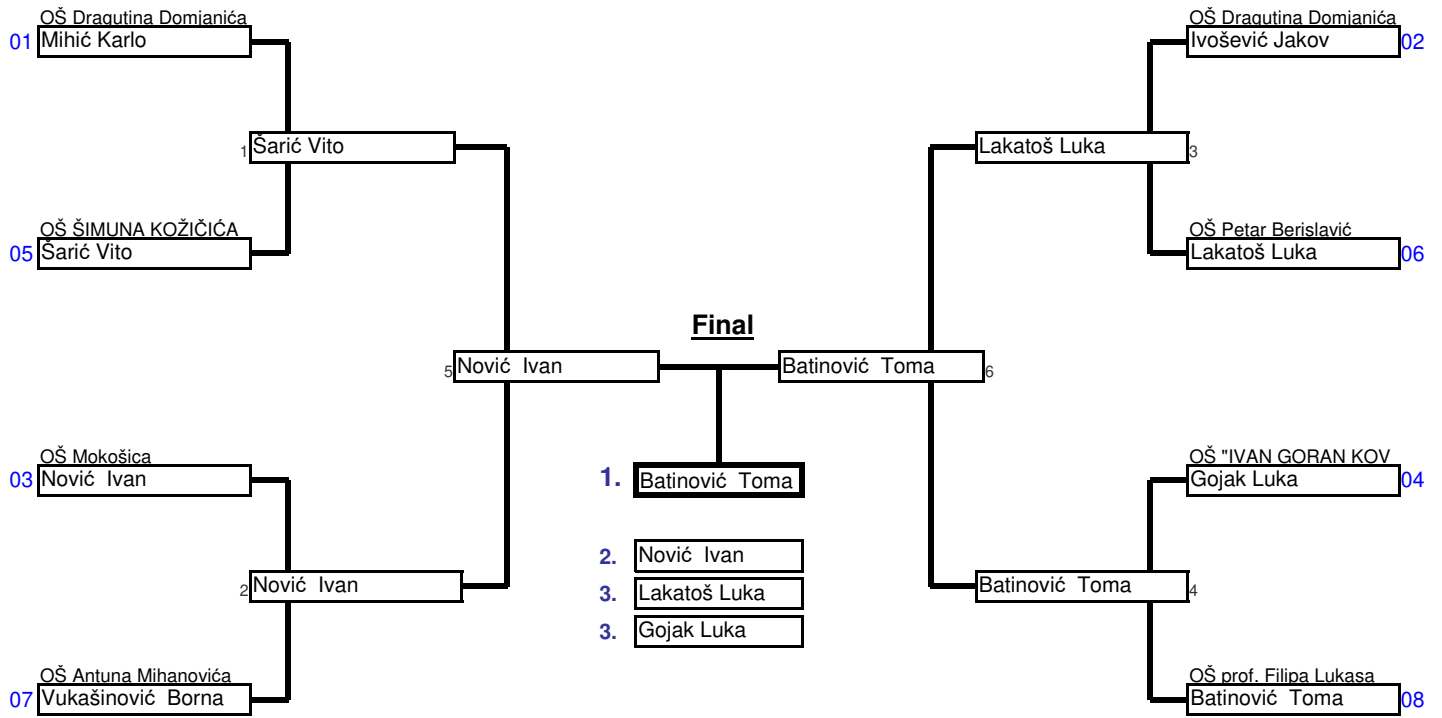 OŠ Dragutina Domjanića
01 Mihić Karlo
1 Šarić Vito
OŠ ŠIMUNA KOŽIČIĆA
05 Šarić Vito
5 Nović Ivan
OŠ Mokošica
03 Nović Ivan
2 Nović Ivan
OŠ Antuna Mihanovića
07 Vukašinović Borna
Final
1. Batinović Toma
2. Nović Ivan
3. Lakatoš Luka
3. Gojak Luka
OŠ Dragutina Domjanića
Ivošević Jakov 02
Lakatoš Luka 3
OŠ Petar Berislavić
Lakatoš Luka 06
Batinović Toma 6
OŠ "IVAN GORAN KOV
Gojak Luka 04
Batinović Toma 4
OŠ prof. Filipa Lukasa
Batinović Toma 08